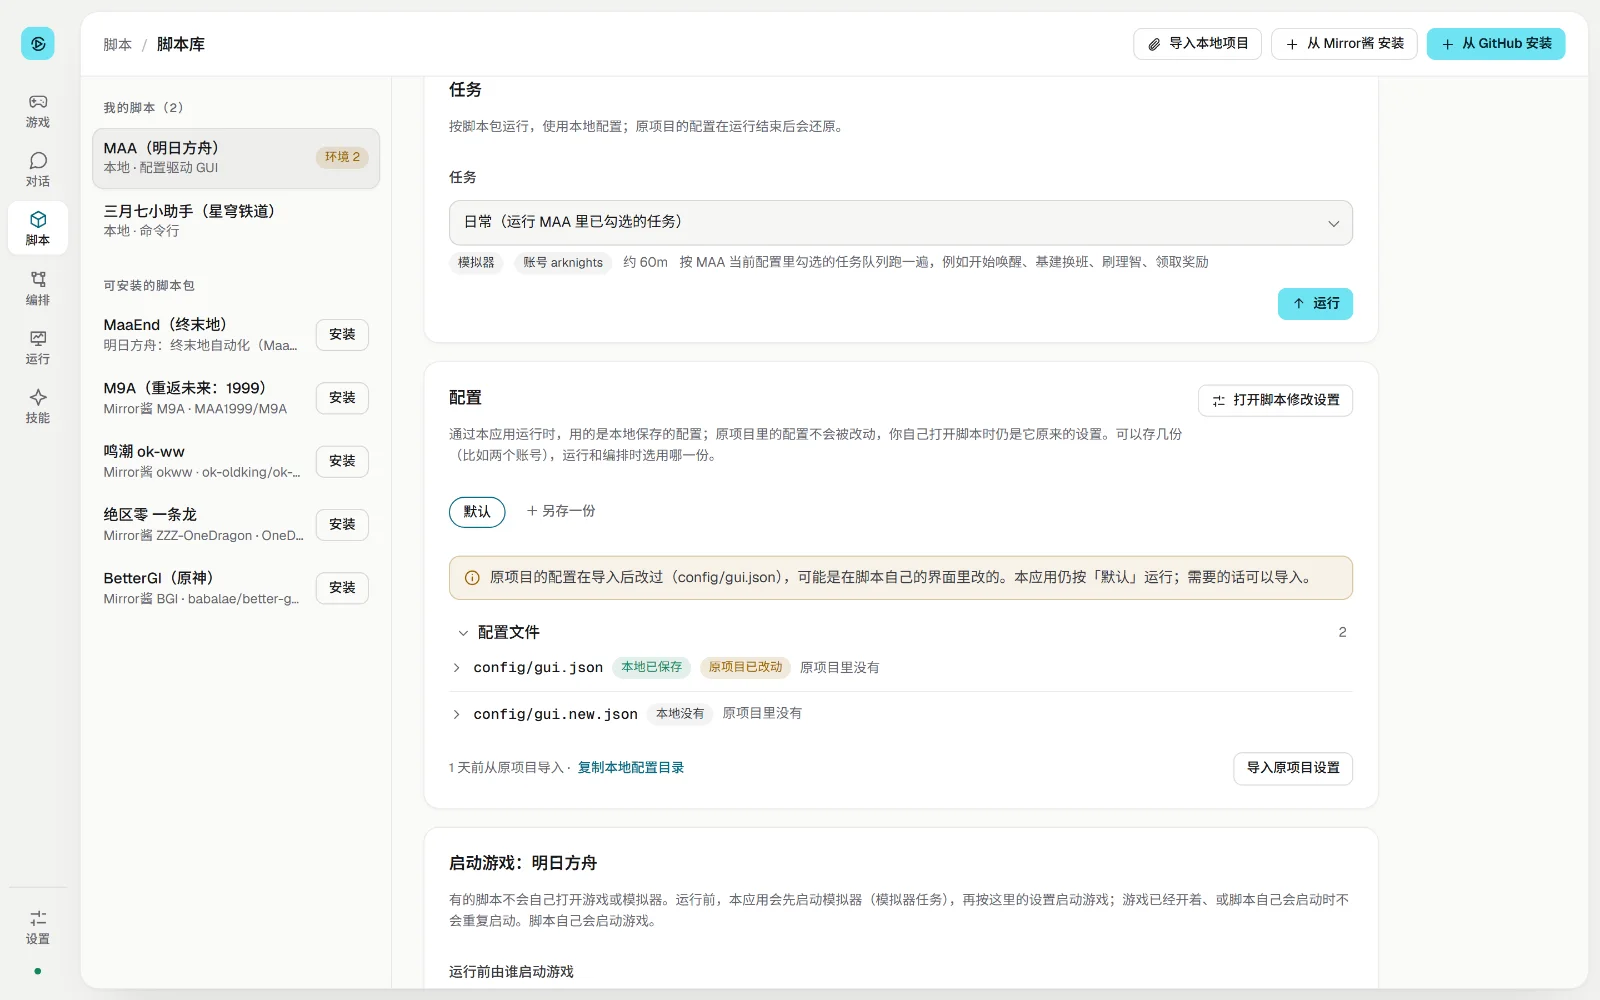 脚本 / 脚本库
导入本地项目
+ 从 Mirror酱 安装
+ 从 GitHub 安装
游戏
对话
脚本
编排
运行
技能
设置
我的脚本（2）
MAA（明日方舟）
本地 · 配置驱动 GUI
环境 2
三月七小助手（星穹铁道）
本地 · 命令行
可安装的脚本包
MaaEnd（终末地）
明日方舟：终末地自动化（Maa...
安装
M9A（重返未来：1999）
Mirror酱 M9A · MAA1999/M9A
安装
鸣潮 ok-ww
Mirror酱 okww · ok-oldking/ok-...
安装
绝区零 一条龙
Mirror酱 ZZZ-OneDragon · OneD...
安装
BetterGI（原神）
Mirror酱 BGI · babalae/better-g...
安装
任务
按脚本包运行，使用本地配置；原项目的配置在运行结束后会还原。
任务
日常（运行 MAA 里已勾选的任务）
模拟器 账号 arknights 约 60m 按 MAA 当前配置里勾选的任务队列跑一遍，例如开始唤醒、基建换班、刷理智、领取奖励
运行
配置
打开脚本修改设置
通过本应用运行时，用的是本地保存的配置；原项目里的配置不会被改动，你自己打开脚本时仍是它原来的设置。可以存几份
（比如两个账号），运行和编排时选用哪一份。
默认 + 另存一份
原项目的配置在导入后改过（config/gui.json），可能是在脚本自己的界面里改的。本应用仍按「默认」运行；需要的话可以导入。
配置文件 2
config/gui.json 本地已保存 原项目已改动 原项目里没有
config/gui.new.json 本地没有 原项目里没有
1 天前从原项目导入 · 复制本地配置目录
导入原项目设置
启动游戏：明日方舟
有的脚本不会自己打开游戏或模拟器。运行前，本应用会先启动模拟器（模拟器任务），再按这里的设置启动游戏；游戏已经开着、或脚本自己会启动时不
会重复启动。脚本自己会启动游戏。
运行前由谁启动游戏